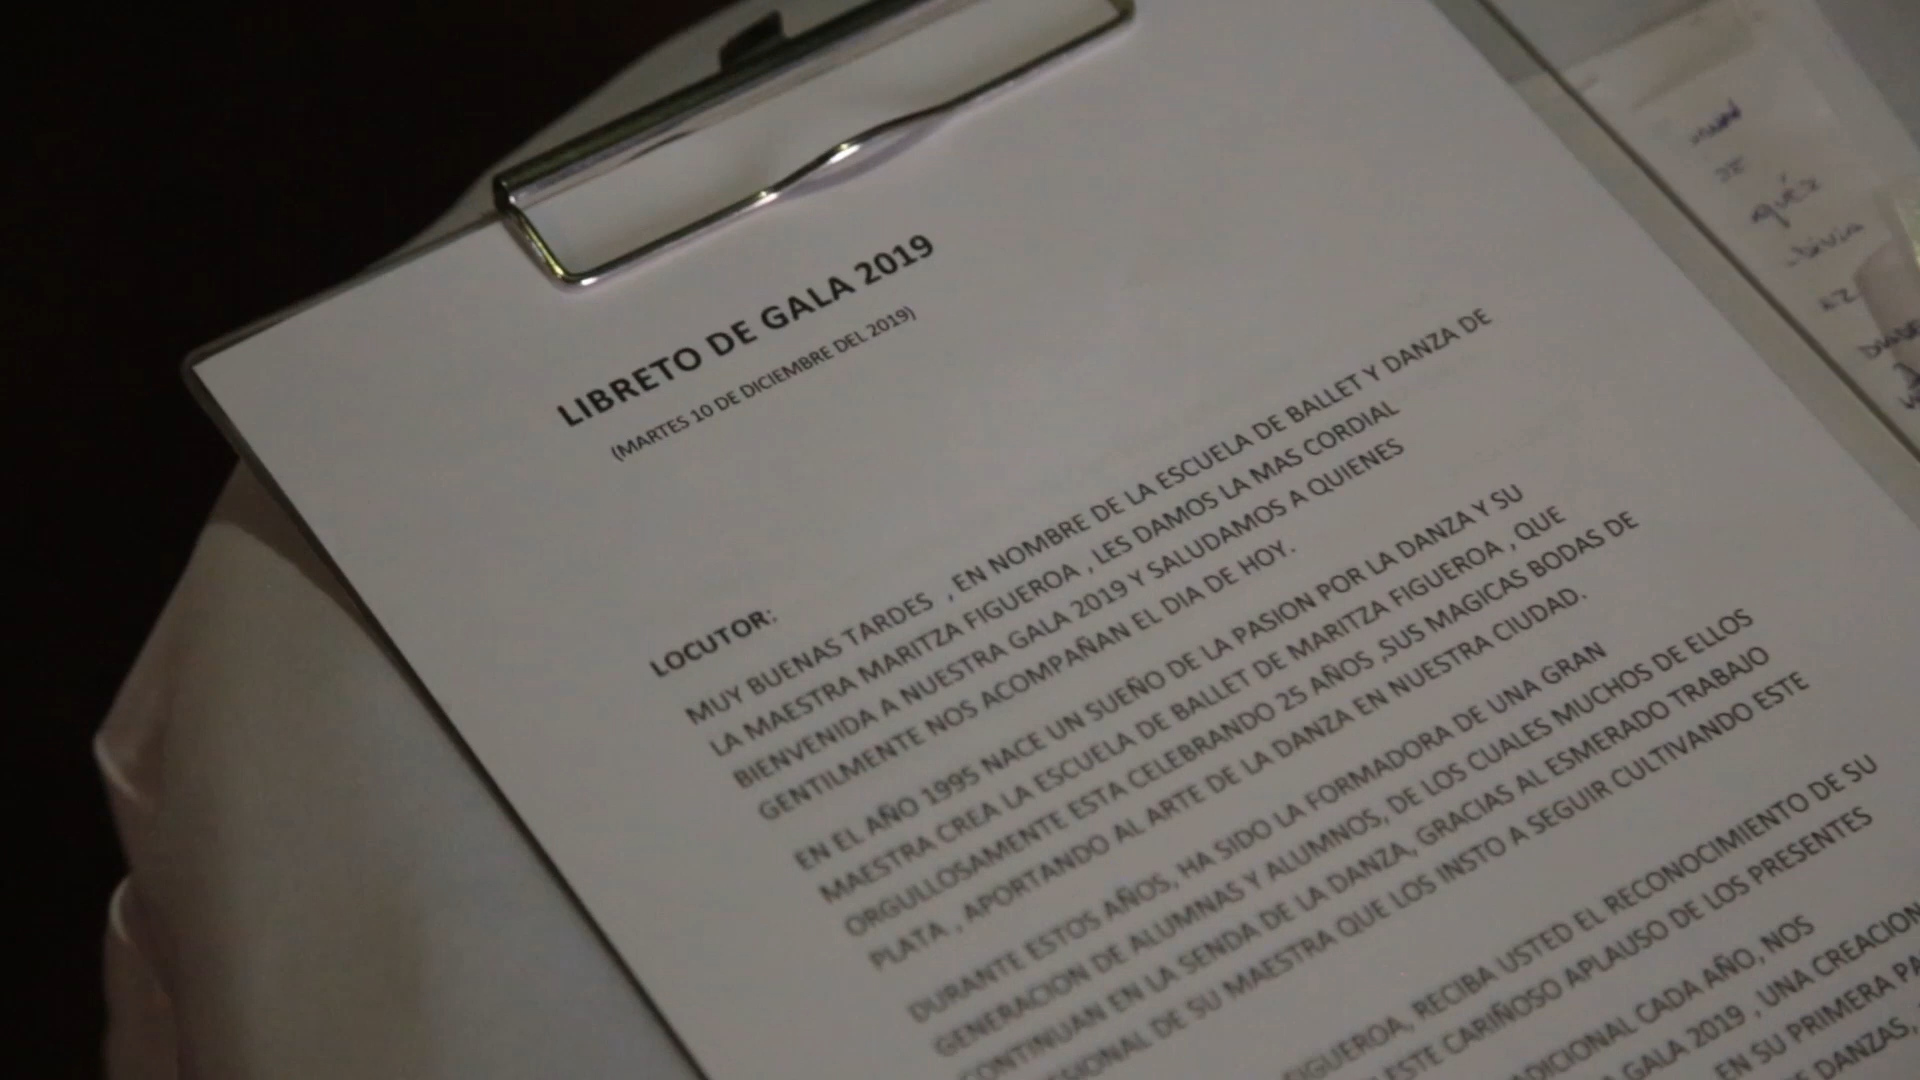 LIBRETO DE GALA 2019
(MARTES 10 DE DICIEMBRE DEL 2019)
LOCUTOR:
MUY BUENAS TARDES , EN NOMBRE DE LA ESCUELA DE BALLET Y DANZA DE
LA MAESTRA MARITZA FIGUEROA , LES DAMOS LA MAS CORDIAL
BIENVENIDA A NUESTRA GALA 2019 Y SALUDAMOS A QUIENES
GENTILMENTE NOS ACOMPAÑAN EL DIA DE HOY.
EN EL AÑO 1995 NACE UN SUEÑO DE LA PASION POR LA DANZA Y SU
MAESTRA CREA LA ESCUELA DE BALLET DE MARITZA FIGUEROA , QUE
ORGULLOSAMENTE ESTA CELEBRANDO 25 AÑOS ,SUS MAGICAS BODAS DE
PLATA , APORTANDO AL ARTE DE LA DANZA EN NUESTRA CIUDAD.
DURANTE ESTOS AÑOS, HA SIDO LA FORMADORA DE UNA GRAN
GENERACION DE ALUMNAS Y ALUMNOS, DE LOS CUALES MUCHOS DE ELLOS
CONTINUAN EN LA SENDA DE LA DANZA, GRACIAS AL ESMERADO TRABAJO
SIONAL DE SU MAESTRA QUE LOS INSTO A SEGUIR CULTIVANDO ESTE
FIGUEROA, RECIBA USTED EL RECONOCIMIENTO DE SU
ESTE CARIÑOSO APLAUSO DE LOS PRESENTES
ADICIONAL CADA AÑO, NOS
GALA 2019 , UNA CREACION
EN SU PRIMERA PA
DANZAS,